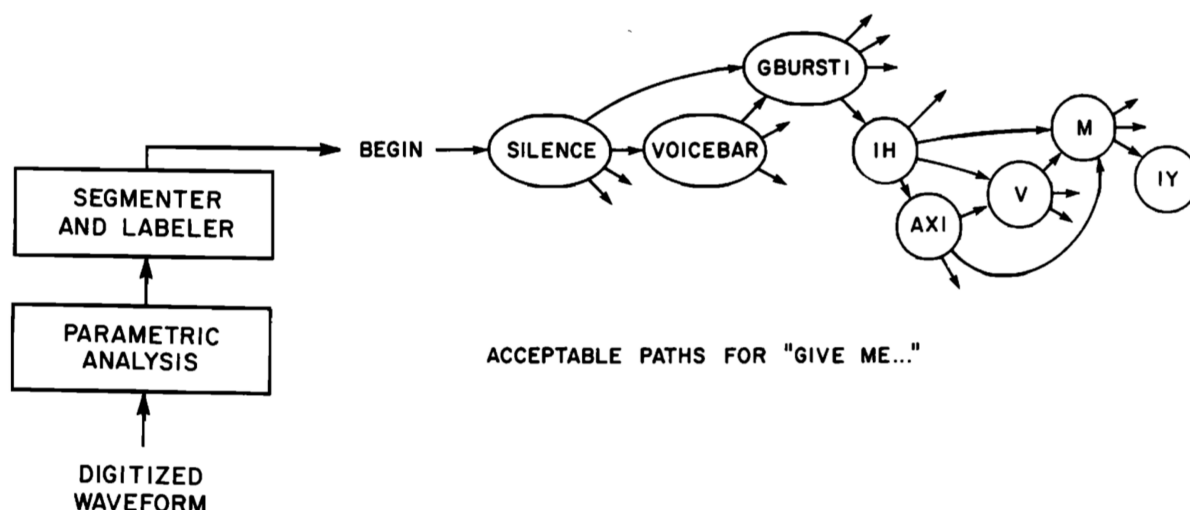 GBURST1
BEGIN
SILENCE
VOICEBAR
IH
M
IY
V
AX1
SEGMENTER
AND LABELER
PARAMETRIC
ANALYSIS
ACCEPTABLE PATHS FOR "GIVE ME..."
DIGITIZED
WAVEFORM